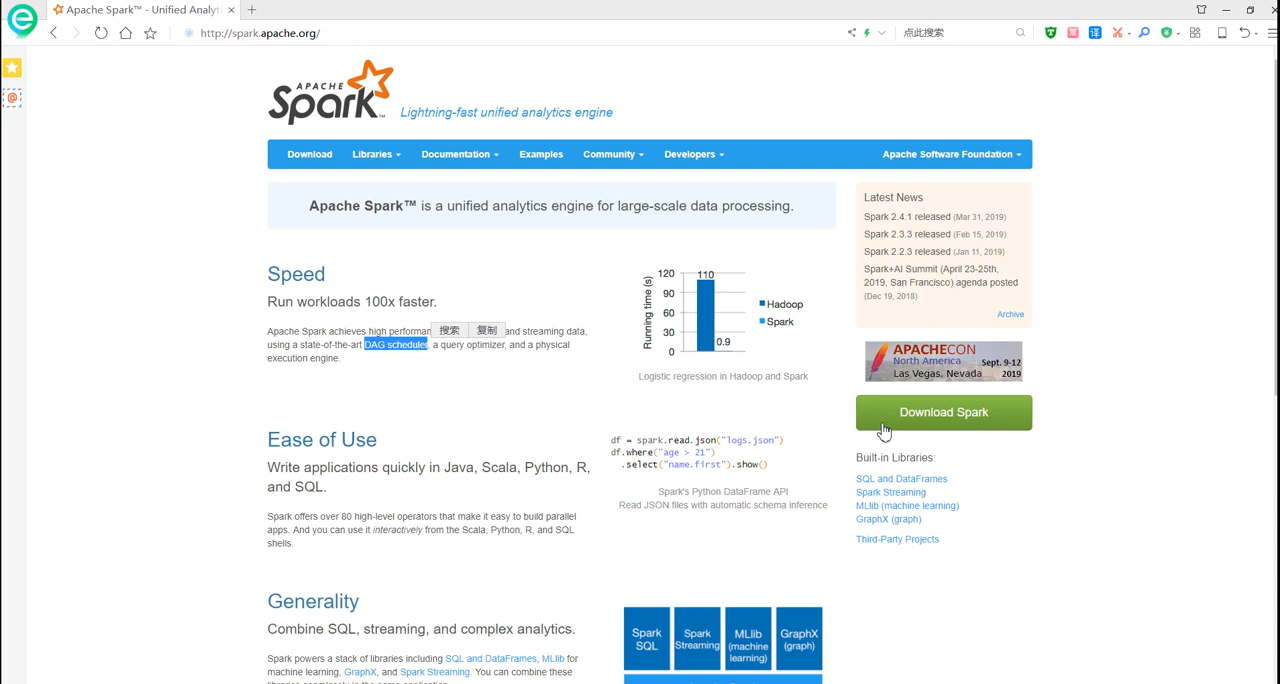 Apache Spark™ - Unified Analyti
http://spark.apache.org/
点此搜索
译
APACHE
Spark™
Lightning-fast unified analytics engine
Download
Libraries
Documentation
Examples
Community
Developers
Apache Software Foundation
Apache Spark™ is a unified analytics engine for large-scale data processing.
Speed
Run workloads 100x faster.
Apache Spark achieves high performan
搜索
复制
and streaming data,
using a state-of-the-art DAG scheduler, a query optimizer, and a physical
execution engine.
120
90
60
30
0
Running time (s)
110
0.9
Hadoop
Spark
Logistic regression in Hadoop and Spark
Ease of Use
Write applications quickly in Java, Scala, Python, R,
and SQL.
Spark offers over 80 high-level operators that make it easy to build parallel
apps. And you can use it interactively from the Scala, Python, R, and SQL
shells.
df = spark.read.json("logs.json")
df.where("age > 21")
.select("name.first").show()
Spark's Python DataFrame API
Read JSON files with automatic schema inference
Generality
Combine SQL, streaming, and complex analytics.
Spark powers a stack of libraries including SQL and DataFrames, MLlib for
machine learning, GraphX, and Spark Streaming. You can combine these
libraries seamlessly in the same application.
Spark
SQL
Spark
Streaming
MLlib
(machine
learning)
GraphX
(graph)
Latest News
Spark 2.4.1 released (Mar 31, 2019)
Spark 2.3.3 released (Feb 15, 2019)
Spark 2.2.3 released (Jan 11, 2019)
Spark+AI Summit (April 23-25th,
2019, San Francisco) agenda posted
(Dec 19, 2018)
Archive
APACHECON
North America
Las Vegas, Nevada
Sept. 9-12
2019
Download Spark
Built-in Libraries:
SQL and DataFrames
Spark Streaming
MLlib (machine learning)
GraphX (graph)
Third-Party Projects